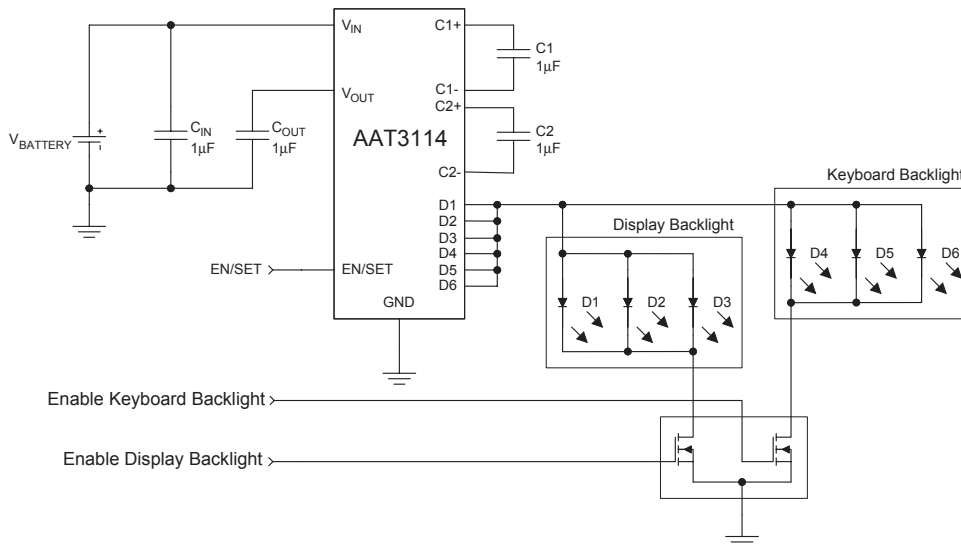 V_IN
C1+
C1
1µF
C1-
V_OUT
C2+
AAT3114
C2
1µF
C2-
V_BATTERY
+
-
C_IN
1µF
C_OUT
1µF
Keyboard Backlight
D1
D2
D3
D4
D5
D6
Display Backlight
D4
D5
D6
EN/SET
EN/SET
GND
D1
D2
D3
Enable Keyboard Backlight
Enable Display Backlight